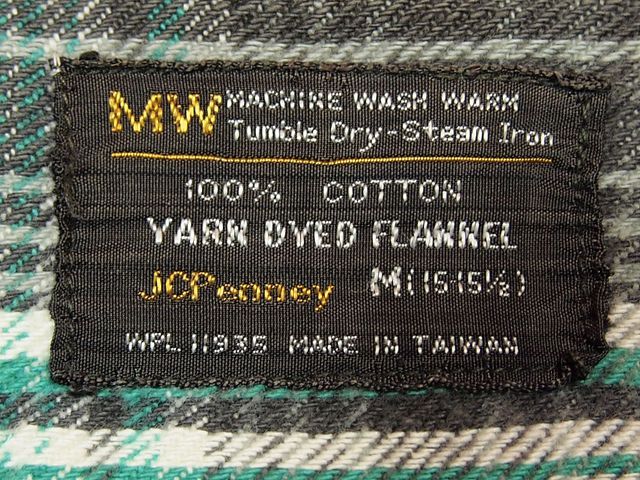 MW MACHINE WASH WARM
Tumble Dry-Steam Iron
100% COTTON
YARN DYED FLANNEL
JCPenney M(15-15½)
WPL 11935 MADE IN TAIWAN